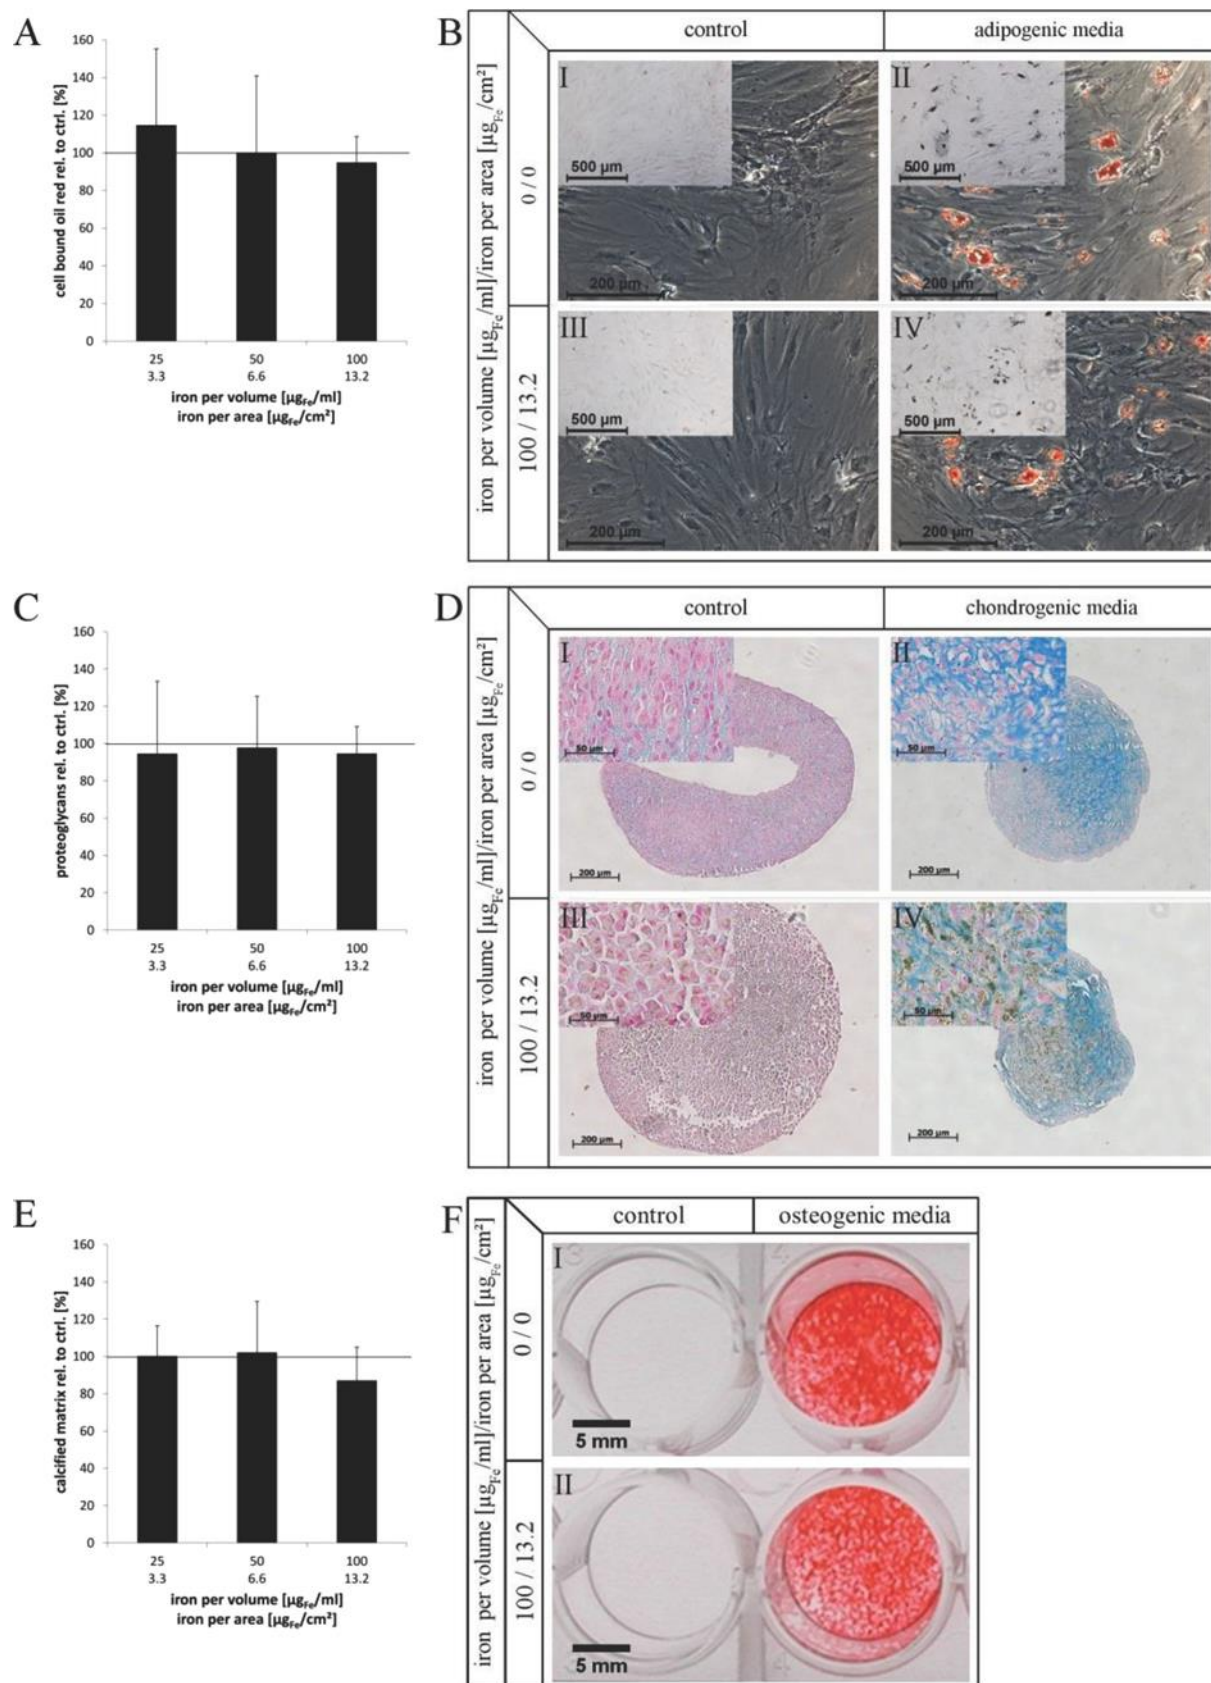 A
160
140
120
100
80
60
40
20
0
cell bound oil red rel. to ctrl. [%]
25 50 100
3.3 6.6 13.2
iron per volume [µgFe/ml]
iron per area [µgFe/cm²]
B
control adipogenic media
iron per volume [µgFe/ml]/iron per area [µgFe/cm²]
0 / 0
I
500 µm
200 µm
II
500 µm
200 µm
100 / 13.2
III
500 µm
200 µm
IV
500 µm
200 µm
C
160
140
120
100
80
60
40
20
0
proteoglycans rel. to ctrl. [%]
25 50 100
3.3 6.6 13.2
iron per volume [µgFe/ml]
iron per area [µgFe/cm²]
D
control chondrogenic media
iron per volume [µgFe/ml]/iron per area [µgFe/cm²]
0 / 0
I
50 µm
200 µm
II
50 µm
200 µm
100 / 13.2
III
50 µm
200 µm
IV
50 µm
200 µm
E
160
140
120
100
80
60
40
20
0
calcified matrix rel. to ctrl. [%]
25 50 100
3.3 6.6 13.2
iron per volume [µgFe/ml]
iron per area [µgFe/cm²]
F
control osteogenic media
iron per volume [µgFe/ml]/iron per area [µgFe/cm²]
0 / 0
I
5 mm
100 / 13.2
II
5 mm